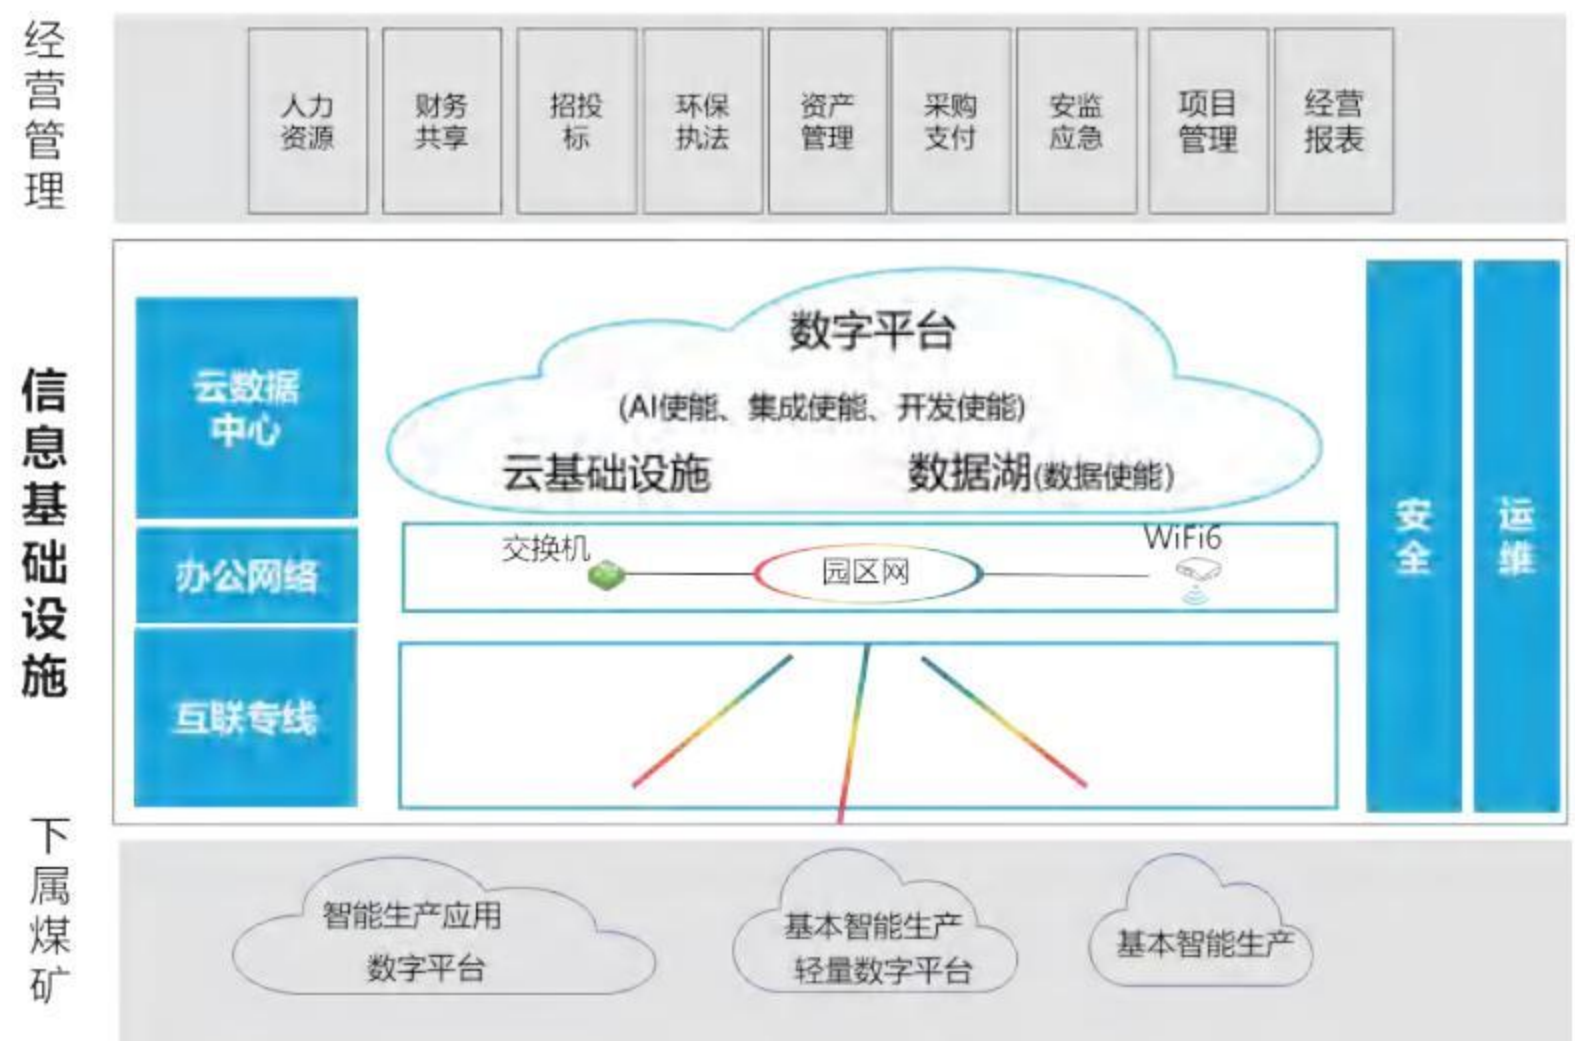 经营管理
人力
资源
财务
共享
招投
标
环保
执法
资产
管理
采购
支付
安监
应急
项目
管理
经营
报表
信息基础设施
云数据
中心
数字平台
(AI使能、集成使能、开发使能)
云基础设施
数据湖(数据使能)
办公网络
交换机
园区网
WiFi6
互联专线
安全
运维
下属煤矿
智能生产应用
数字平台
基本智能生产
轻量数字平台
基本智能生产